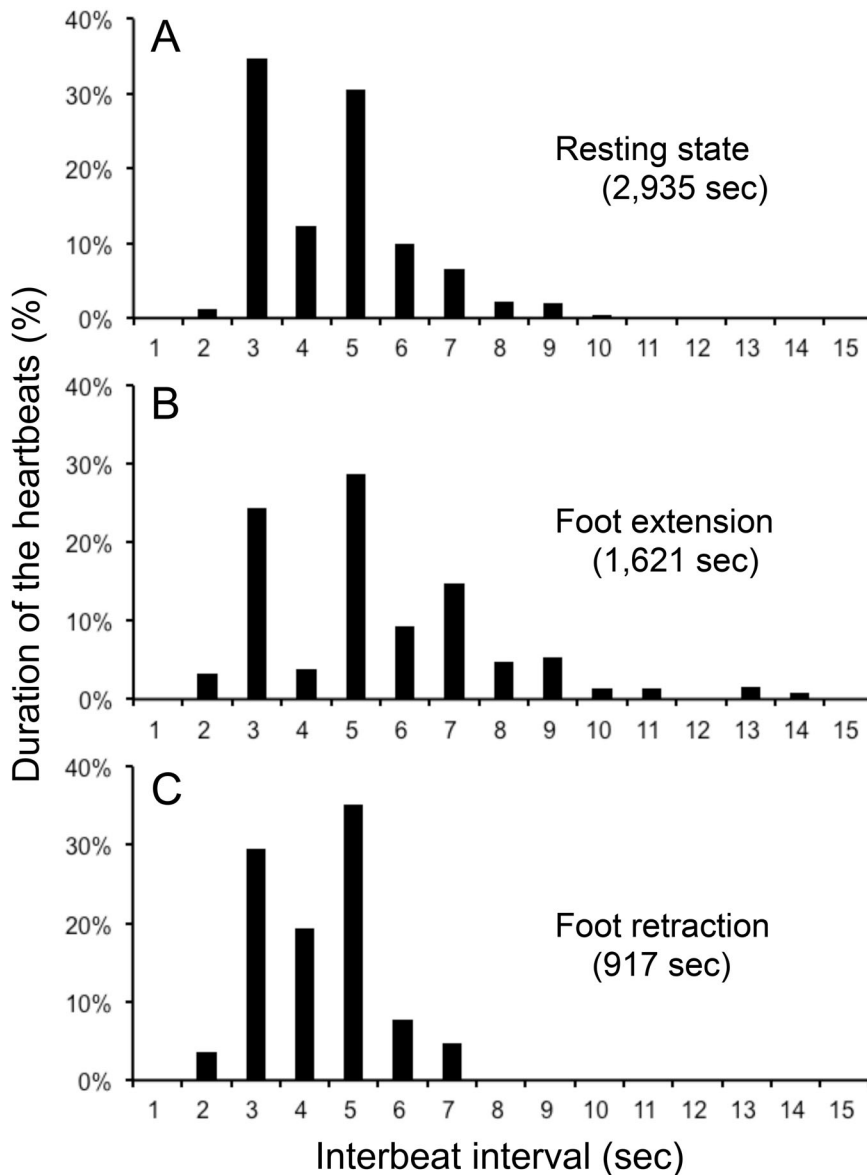 Duration of the heartbeats (%)
A
40%
30%
20%
10%
0%
Resting state
(2,935 sec)
1 2 3 4 5 6 7 8 9 10 11 12 13 14 15
B
40%
30%
20%
10%
0%
Foot extension
(1,621 sec)
1 2 3 4 5 6 7 8 9 10 11 12 13 14 15
C
40%
30%
20%
10%
0%
Foot retraction
(917 sec)
1 2 3 4 5 6 7 8 9 10 11 12 13 14 15
Interbeat interval (sec)